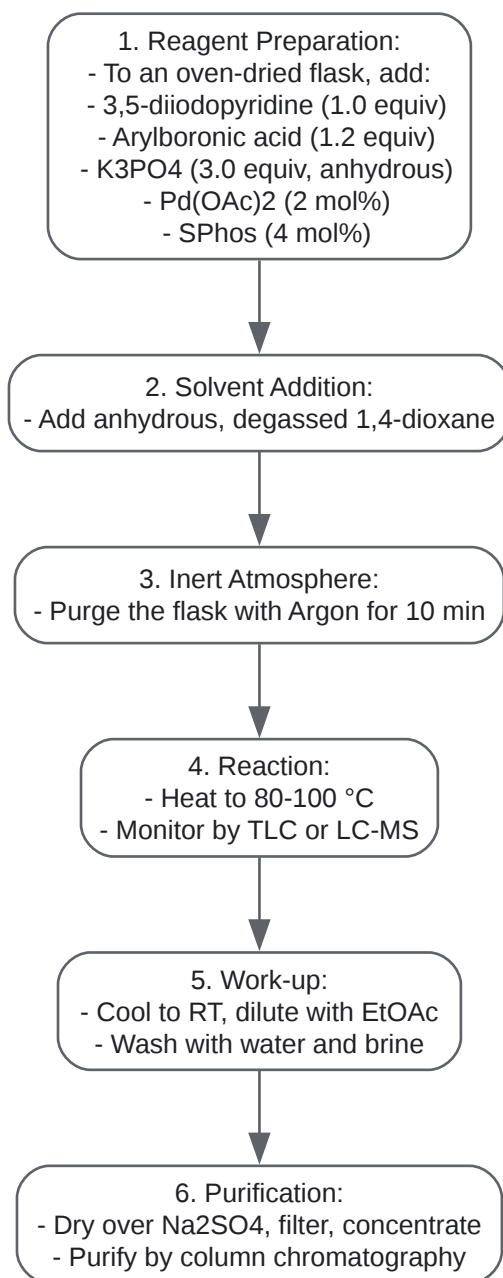 1. Reagent Preparation:
- To an oven-dried flask, add:
- 3,5-diiodopyridine (1.0 equiv)
- Arylboronic acid (1.2 equiv)
- K3PO4 (3.0 equiv, anhydrous)
- Pd(OAc)2 (2 mol%)
- SPhos (4 mol%)
2. Solvent Addition:
- Add anhydrous, degassed 1,4-dioxane
3. Inert Atmosphere:
- Purge the flask with Argon for 10 min
4. Reaction:
- Heat to 80-100 °C
- Monitor by TLC or LC-MS
5. Work-up:
- Cool to RT, dilute with EtOAc
- Wash with water and brine
6. Purification:
- Dry over Na2SO4, filter, concentrate
- Purify by column chromatography